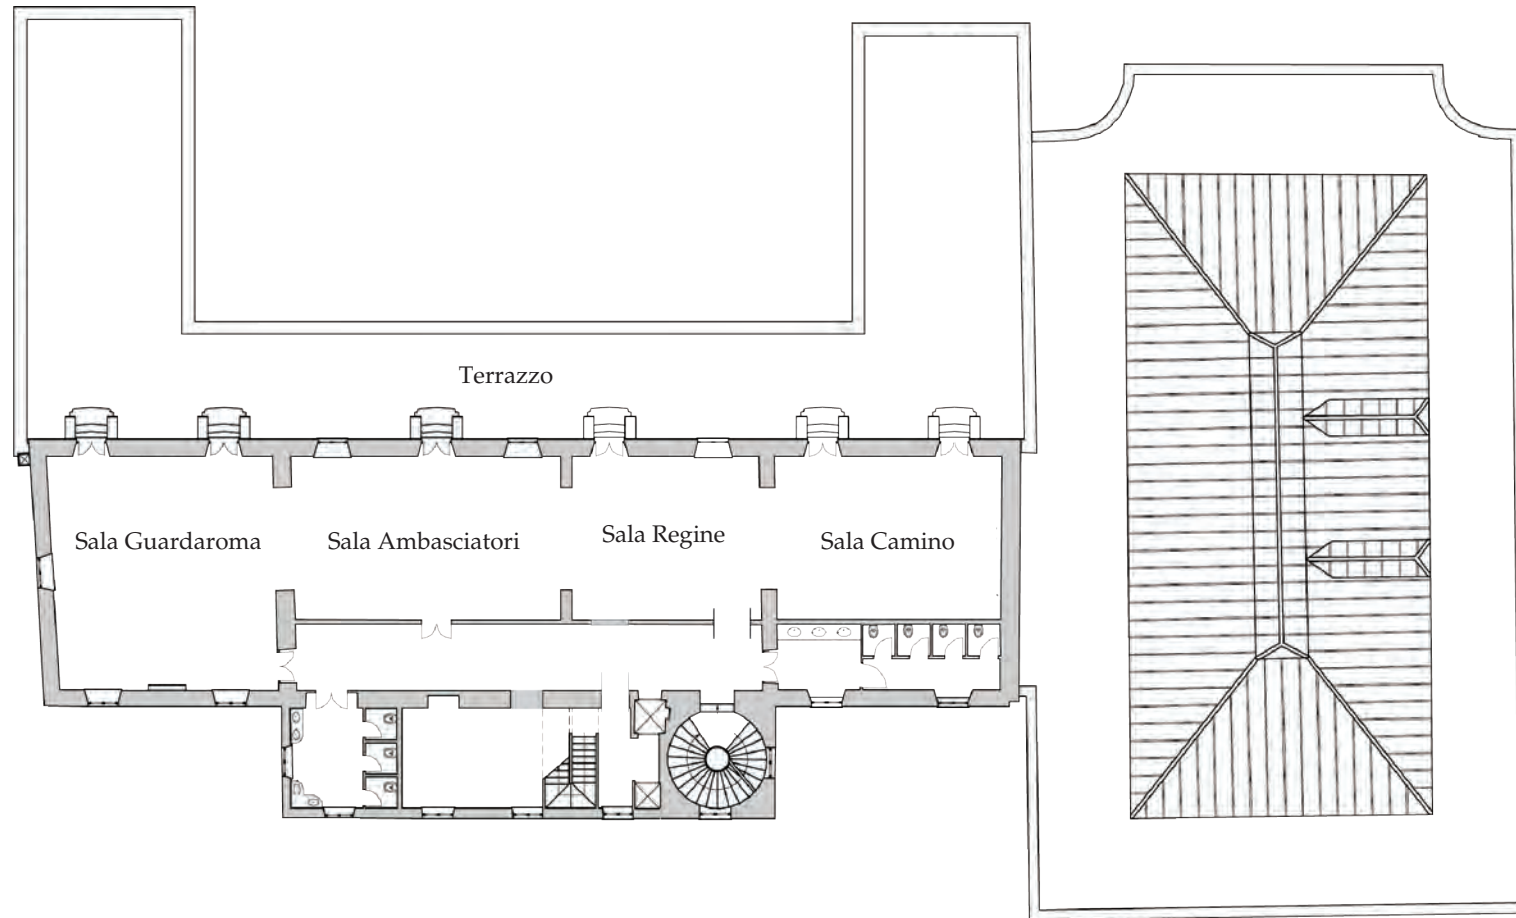 Terrazzo
Sala Guardaroma
Sala Ambasciatori
Sala Regine
Sala Camino